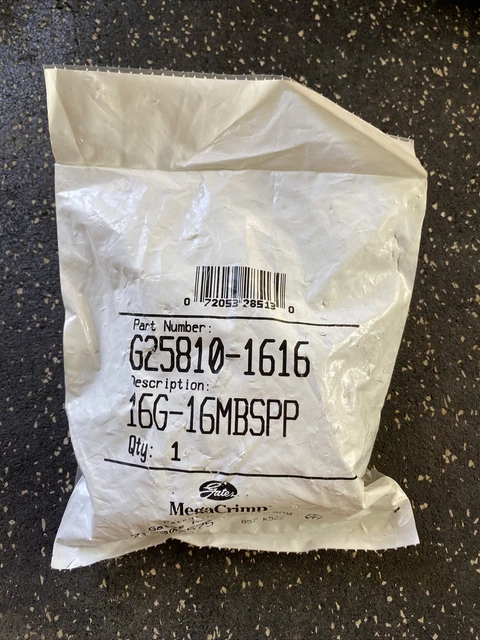 0 72053 28513 0
Part Number:
G25810-1616
Description:
16G-16MBSPP
Qty: 1
Gates
MegaCrimp